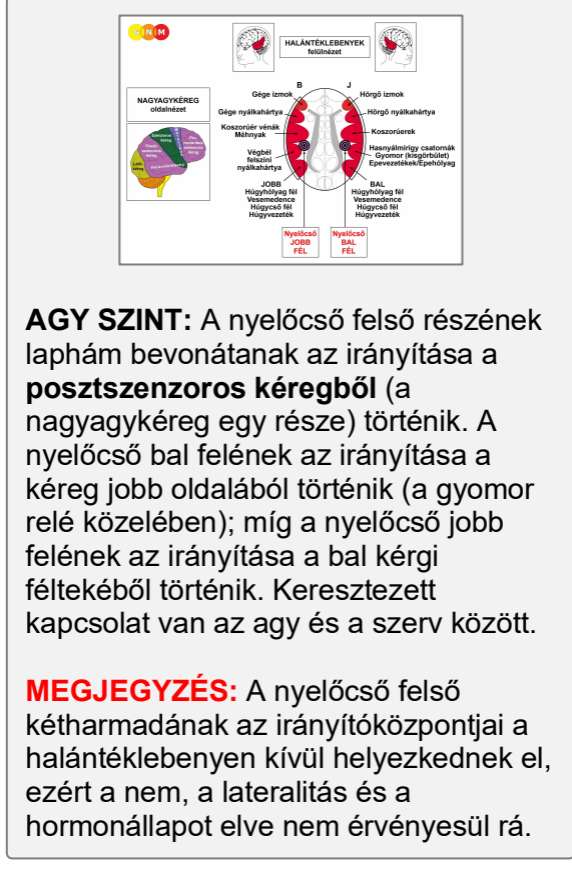 GNM
HALÁNTÉKLEBENYEK
felülnézet
NAGYAGYKÉREG
oldalnézet
B
J
Gége izmok
Hörgő izmok
Gége nyálkahártya
Hörgő nyálkahártya
Koszorúér vénák
Méhnyak
Koszorúerek
Végbél
felszíni
nyálkahártya
Hasnyálmirigy csatornák
Gyomor (kisgörbület)
Epevezetékek/Epehólyag
JOBB
Húgyhólyag fél
Vesemedence
Húgycső fél
Húgyvezeték
BAL
Húgyhólyag fél
Vesemedence
Húgycső fél
Húgyvezeték
Nyelőcső
JOBB
FÉL
Nyelőcső
BAL
FÉL
AGY SZINT: A nyelőcső felső részének
laphám bevonátanak az irányítása a
posztszenzoros kéregből (a
nagyagykéreg egy része) történik. A
nyelőcső bal felének az irányítása a
kéreg jobb oldalából történik (a gyomor
relé közelében); míg a nyelőcső jobb
felének az irányítása a bal kérgi
féltekéből történik. Keresztezett
kapcsolat van az agy és a szerv között.
MEGJEGYZÉS: A nyelőcső felső
kétharmadának az irányítóközpontjai a
halántéklebenyen kívül helyezkednek el,
ezért a nem, a lateralitás és a
hormonállapot elve nem érvényesül rá.